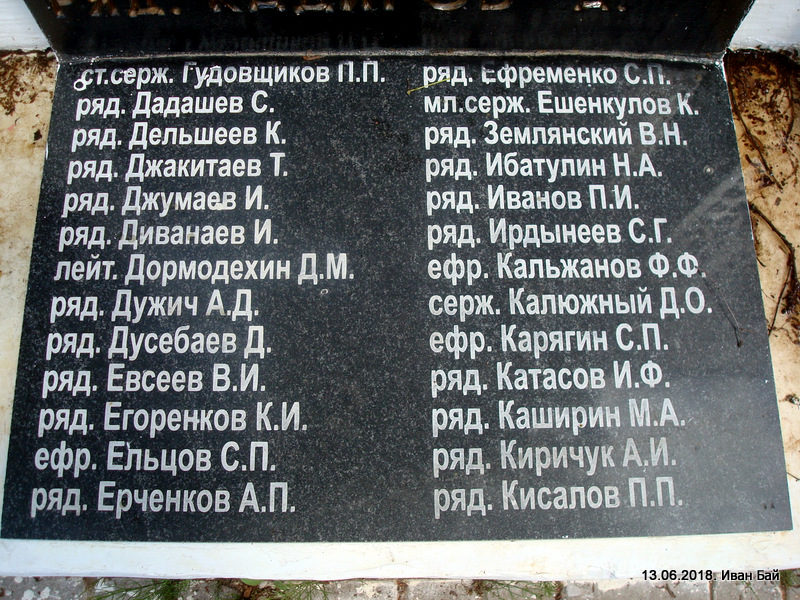 ст.серж. Гудовщиков П.П.
ряд. Дадашев С.
ряд. Дельшеев К.
ряд. Джакитаев Т.
ряд. Джумаев И.
ряд. Диванаев И.
лейт. Дормодехин Д.М.
ряд. Дужич А.Д.
ряд. Дусебаев Д.
ряд. Евсеев В.И.
ряд. Егоренков К.И.
ефр. Ельцов С.П.
ряд. Ерченков А.П.
ряд. Ефременко С.П.
мл.серж. Ешенкулов К.
ряд. Землянский В.Н.
ряд. Ибатулин Н.А.
ряд. Иванов П.И.
ряд. Ирдынеев С.Г.
ефр. Кальжанов Ф.Ф.
серж. Калюжный Д.О.
ефр. Карягин С.П.
ряд. Катасов И.Ф.
ряд. Каширин М.А.
ряд. Киричук А.И.
ряд. Кисалов П.П.
13.06.2018. Иван Бай